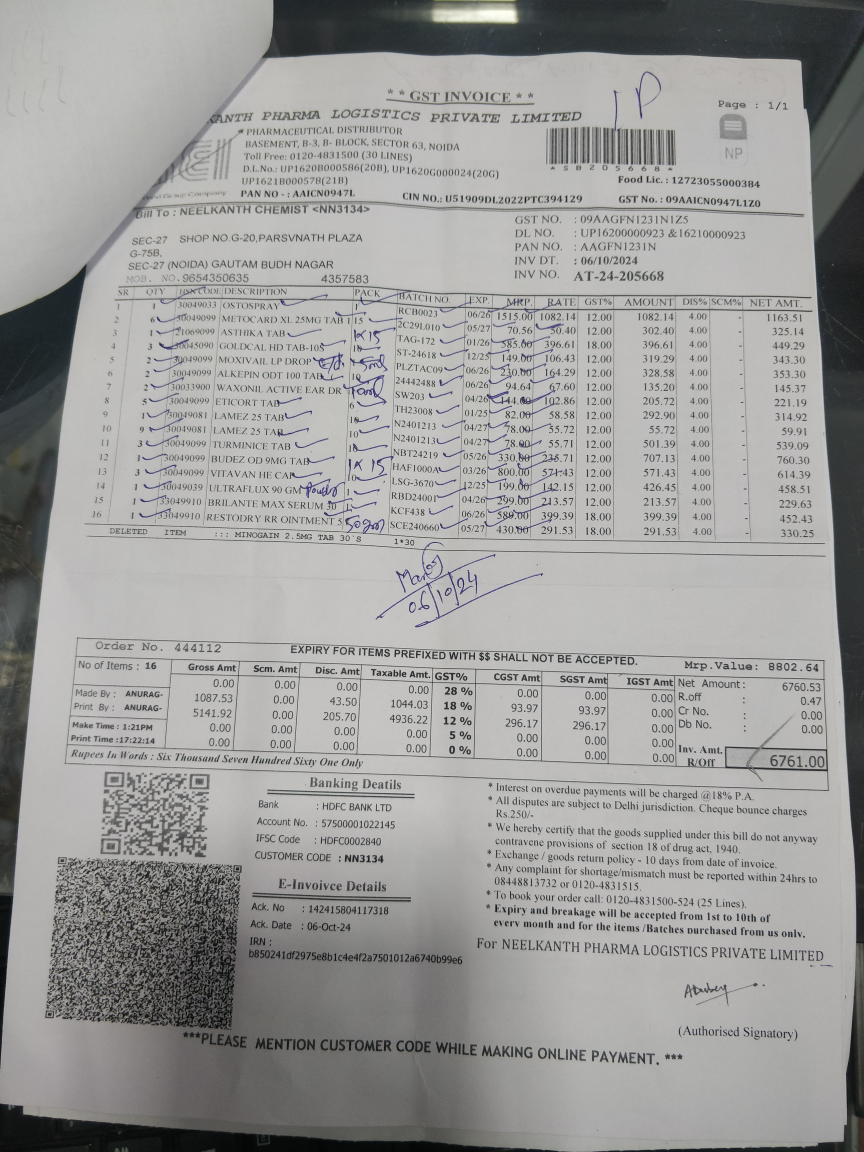 * * GST INVOICE * *
Page : 1/1
KANTH PHARMA LOGISTICS PRIVATE LIMITED
IP
PHARMACEUTICAL DISTRIBUTOR
BASEMENT, B-3, B- BLOCK, SECTOR 63, NOIDA
Toll Free: 0120-4831500 (30 LINES)
D.L.No.: UP1620B000586(20B), UP1620G000024(20G)
UP1621B000578(21B)
*SB205668*
NP
Food Lic. : 12723055000384
PAN NO - : AAICN0947L
CIN NO.: U51909DL2022PTC394129
GST No. : 09AAICN0947L1Z0
Bill To : NEELKANTH CHEMIST <NN3134>
SEC-27 SHOP NO.G-20,PARSVNATH PLAZA
G-75B,
SEC-27 (NOIDA) GAUTAM BUDH NAGAR
MOB. NO.9654350635 4357583
GST NO. : 09AAGFN1231N1Z5
DL NO. : UP16200000923 &16210000923
PAN NO. : AAGFN1231N
INV DT. : 06/10/2024
INV NO. AT-24-205668
SR QTY HSN CODE DESCRIPTION PACK BATCH NO. EXP. MRP. RATE GST% AMOUNT DIS% SCM% NET AMT.
1 1 30049033 OSTOSPRAY 1 RCB0023 06/26 1515.00 1082.14 12.00 1082.14 4.00 - 1163.51
2 6 30049099 METOCARD XL 25MG TAB 1 15 2C29L010 05/27 70.56 50.40 12.00 302.40 4.00 - 325.14
3 1 21069099 ASTHIKA TAB 1x15 TAG-172 01/26 585.00 396.61 18.00 396.61 4.00 - 449.29
4 3 30045090 GOLDCAL HD TAB-10S 10 ST-24618 12/25 149.00 106.43 12.00 319.29 4.00 - 343.30
5 2 30049099 MOXIVAIL LP DROP 5ml PLZTAC09 06/26 230.00 164.29 12.00 328.58 4.00 - 353.30
6 2 30049099 ALKEPIN ODT 100 TAB 10 24442488 06/26 94.64 67.60 12.00 135.20 4.00 - 145.37
7 2 30033900 WAXONIL ACTIVE EAR DR 10ml SW203 04/26 144.00 102.86 12.00 205.72 4.00 - 221.19
8 5 30049099 ETICORT TAB 6 TH23008 01/25 82.00 58.58 12.00 292.90 4.00 - 314.92
9 1 30049081 LAMEZ 25 TAB 10 N2401213 04/27 78.00 55.72 12.00 55.72 4.00 - 59.91
10 9 30049081 LAMEZ 25 TAB 10 N2401213 04/27 78.00 55.71 12.00 501.39 4.00 - 539.09
11 3 30049099 TURMINICE TAB 10 NBT24219 05/26 330.00 235.71 12.00 707.13 4.00 - 760.30
12 1 30049099 BUDEZ OD 9MG TAB 1x15 HAF1000A 03/26 800.00 571.43 12.00 571.43 4.00 - 614.39
13 3 30049099 VITAVAN HE CAP 10 LSG-3670 12/25 199.00 142.15 12.00 426.45 4.00 - 458.51
14 1 30049039 ULTRAFLUX 90 GM Powder 1 RBD24001 04/26 299.00 213.57 12.00 213.57 4.00 - 229.63
15 1 33049910 BRILANTE MAX SERUM 30 KCF438 06/26 589.00 399.39 18.00 399.39 4.00 - 452.43
16 1 33049910 RESTODRY RR OINTMENT 5 50gm SCE240660 05/27 430.00 291.53 18.00 291.53 4.00 - 330.25
DELETED ITEM ::: MINOGAIN 2.5MG TAB 30`S 1*30
06/10/24
Order No. 444112
EXPIRY FOR ITEMS PREFIXED WITH $$ SHALL NOT BE ACCEPTED.
Mrp.Value: 8802.64
No of Items : 16 Gross Amt Scm. Amt Disc. Amt Taxable Amt. GST% CGST Amt SGST Amt IGST Amt Net Amount: 6760.53
0.00 0.00 0.00 0.00 28 % 0.00 0.00 0.00 R.off : 0.47
Made By : ANURAG- 1087.53 0.00 43.50 1044.03 18 % 93.97 93.97 0.00 Cr No. : 0.00
Print By : ANURAG- 5141.92 0.00 205.70 4936.22 12 % 296.17 296.17 0.00 Db No. : 0.00
Make Time : 1:21PM 0.00 0.00 0.00 0.00 5 % 0.00 0.00 0.00
Print Time :17:22:14 0.00 0.00 0.00 0.00 0 % 0.00 0.00 0.00 Inv. Amt. R/Off 6761.00
Rupees In Words : Six Thousand Seven Hundred Sixty One Only
Banking Deatils
Bank : HDFC BANK LTD
Account No. : 57500001022145
IFSC Code : HDFC0002840
CUSTOMER CODE : NN3134
E-Invoivce Details
Ack. No : 142415804117318
Ack. Date : 06-Oct-24
IRN :
b850241df2975e8b1c4e4f2a7501012a6740b99e6
* Interest on overdue payments will be charged @18% P.A.
* All disputes are subject to Delhi jurisdiction. Cheque bounce charges
Rs.250/-
* We hereby certify that the goods supplied under this bill do not anyway
contravene provisions of section 18 of drug act, 1940.
* Exchange / goods return policy - 10 days from date of invoice.
* Any complaint for shortage/mismatch must be reported within 24hrs to
08448813732 or 0120-4831515.
* To book your order call: 0120-4831500-524 (25 Lines).
* Expiry and breakage will be accepted from 1st to 10th of
every month and for the items /Batches purchased from us only.
For NEELKANTH PHARMA LOGISTICS PRIVATE LIMITED
(Authorised Signatory)
***PLEASE MENTION CUSTOMER CODE WHILE MAKING ONLINE PAYMENT. ***